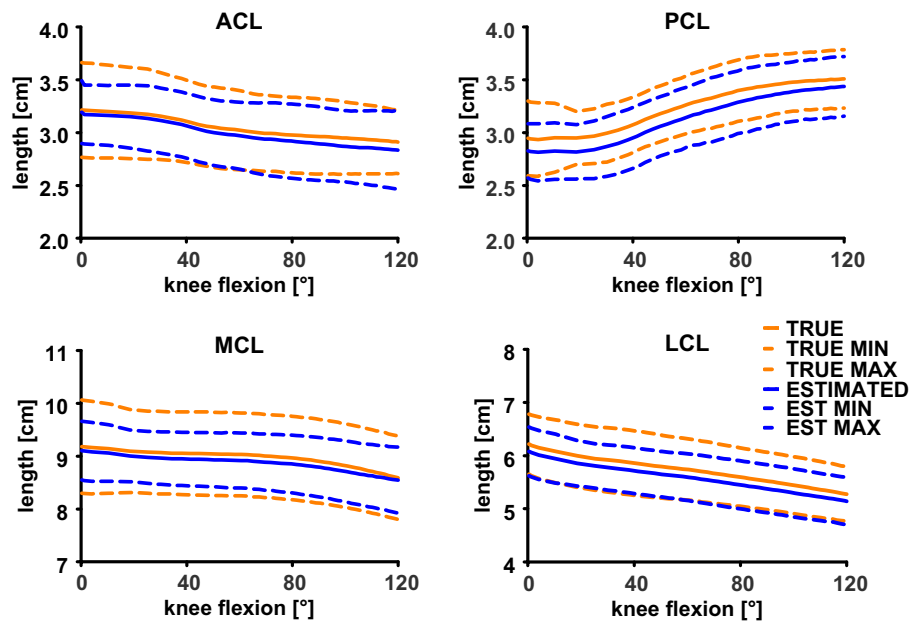 ACL
4.0
3.5
3.0
2.5
2.0
length [cm]
0
40
80
120
knee flexion [°]
PCL
4.0
3.5
3.0
2.5
2.0
length [cm]
0
40
80
120
knee flexion [°]
MCL
11
10
9
8
7
length [cm]
0
40
80
120
knee flexion [°]
LCL
8
7
6
5
4
length [cm]
0
40
80
120
knee flexion [°]
TRUE
TRUE MIN
TRUE MAX
ESTIMATED
EST MIN
EST MAX